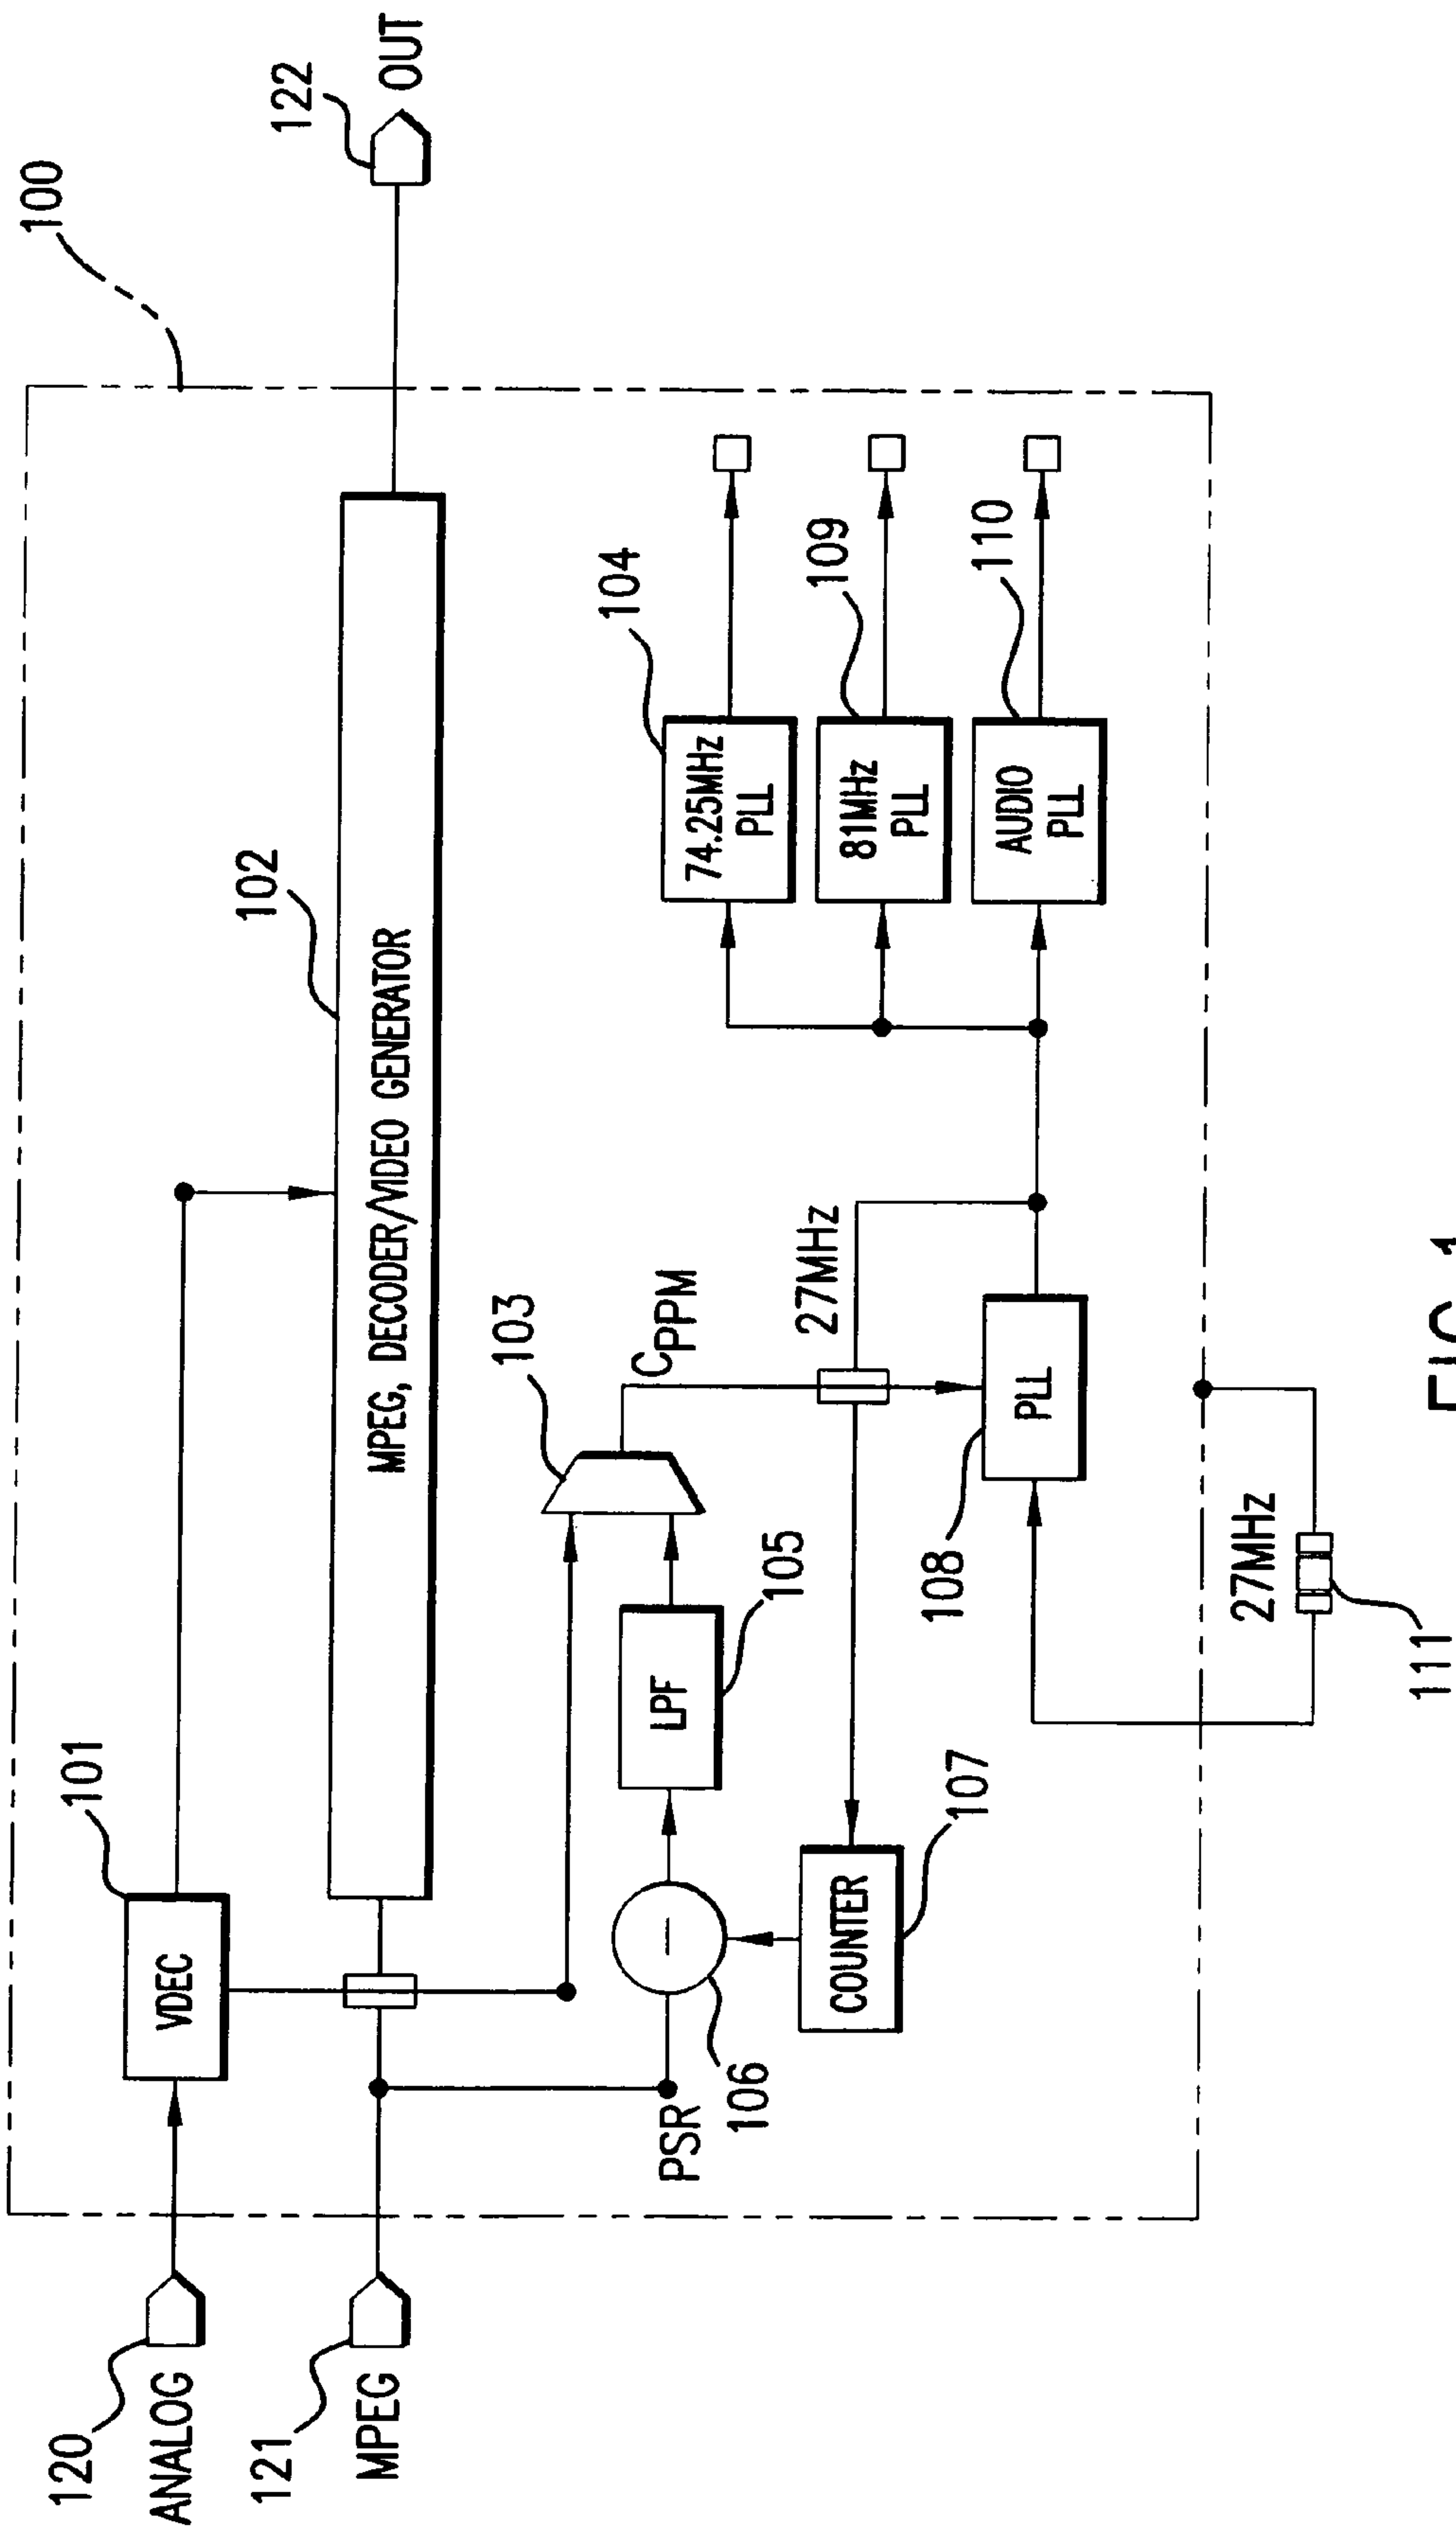 100
122
OUT
101
102
VDEC
MPEG, DECODER/VIDEO GENERATOR
120
ANALOG
121
MPEG
103
C PPM
104
74.25MHz
PLL
LPF
105
PSR
106
27MHz
109
81MHz
PLL
COUNTER
107
108
PLL
110
AUDIO
PLL
27MHz
111